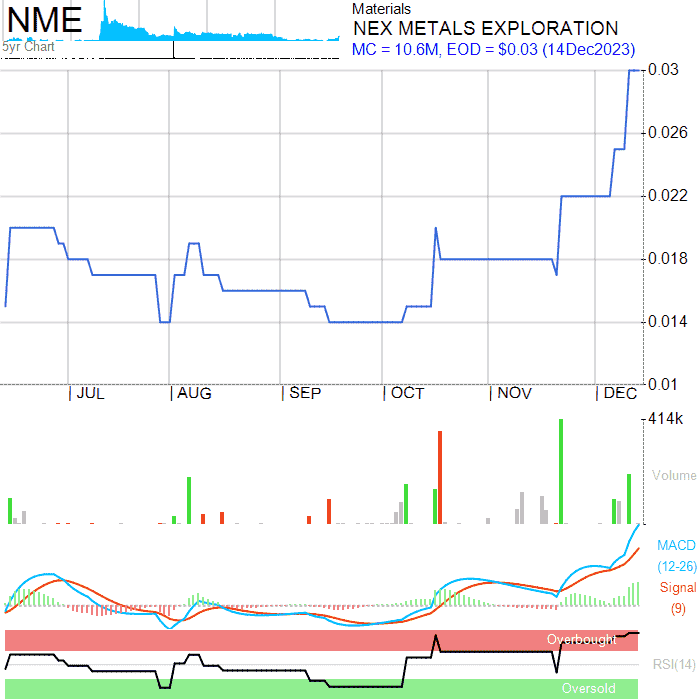 NME
5yr Chart
Materials
NEX METALS EXPLORATION
MC = 10.6M, EOD = $0.03 (14Dec2023)
0.03
0.026
0.022
0.018
0.014
0.01
JUL AUG SEP OCT NOV DEC
414k
Volume
MACD
(12-26)
Signal
(9)
Overbought
RSI(14)
Oversold